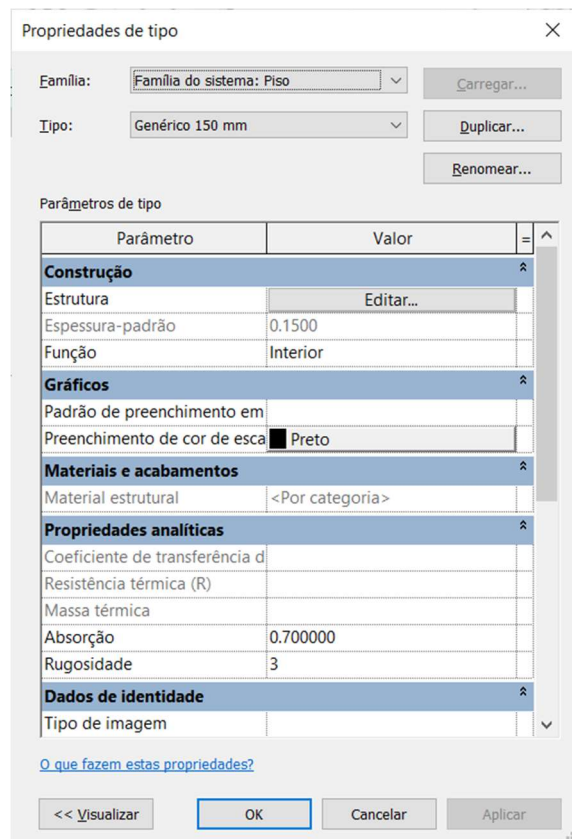 Propriedades de tipo
Família: Família do sistema: Piso Carregar...
Tipo: Genérico 150 mm Duplicar...
Renomear...
Parâmetros de tipo
Parâmetro Valor =
Construção
Estrutura Editar...
Espessura-padrão 0.1500
Função Interior
Gráficos
Padrão de preenchimento em
Preenchimento de cor de esca Preto
Materiais e acabamentos
Material estrutural <Por categoria>
Propriedades analíticas
Coeficiente de transferência d
Resistência térmica (R)
Massa térmica
Absorção 0.700000
Rugosidade 3
Dados de identidade
Tipo de imagem
O que fazem estas propriedades?
<< Visualizar OK Cancelar Aplicar